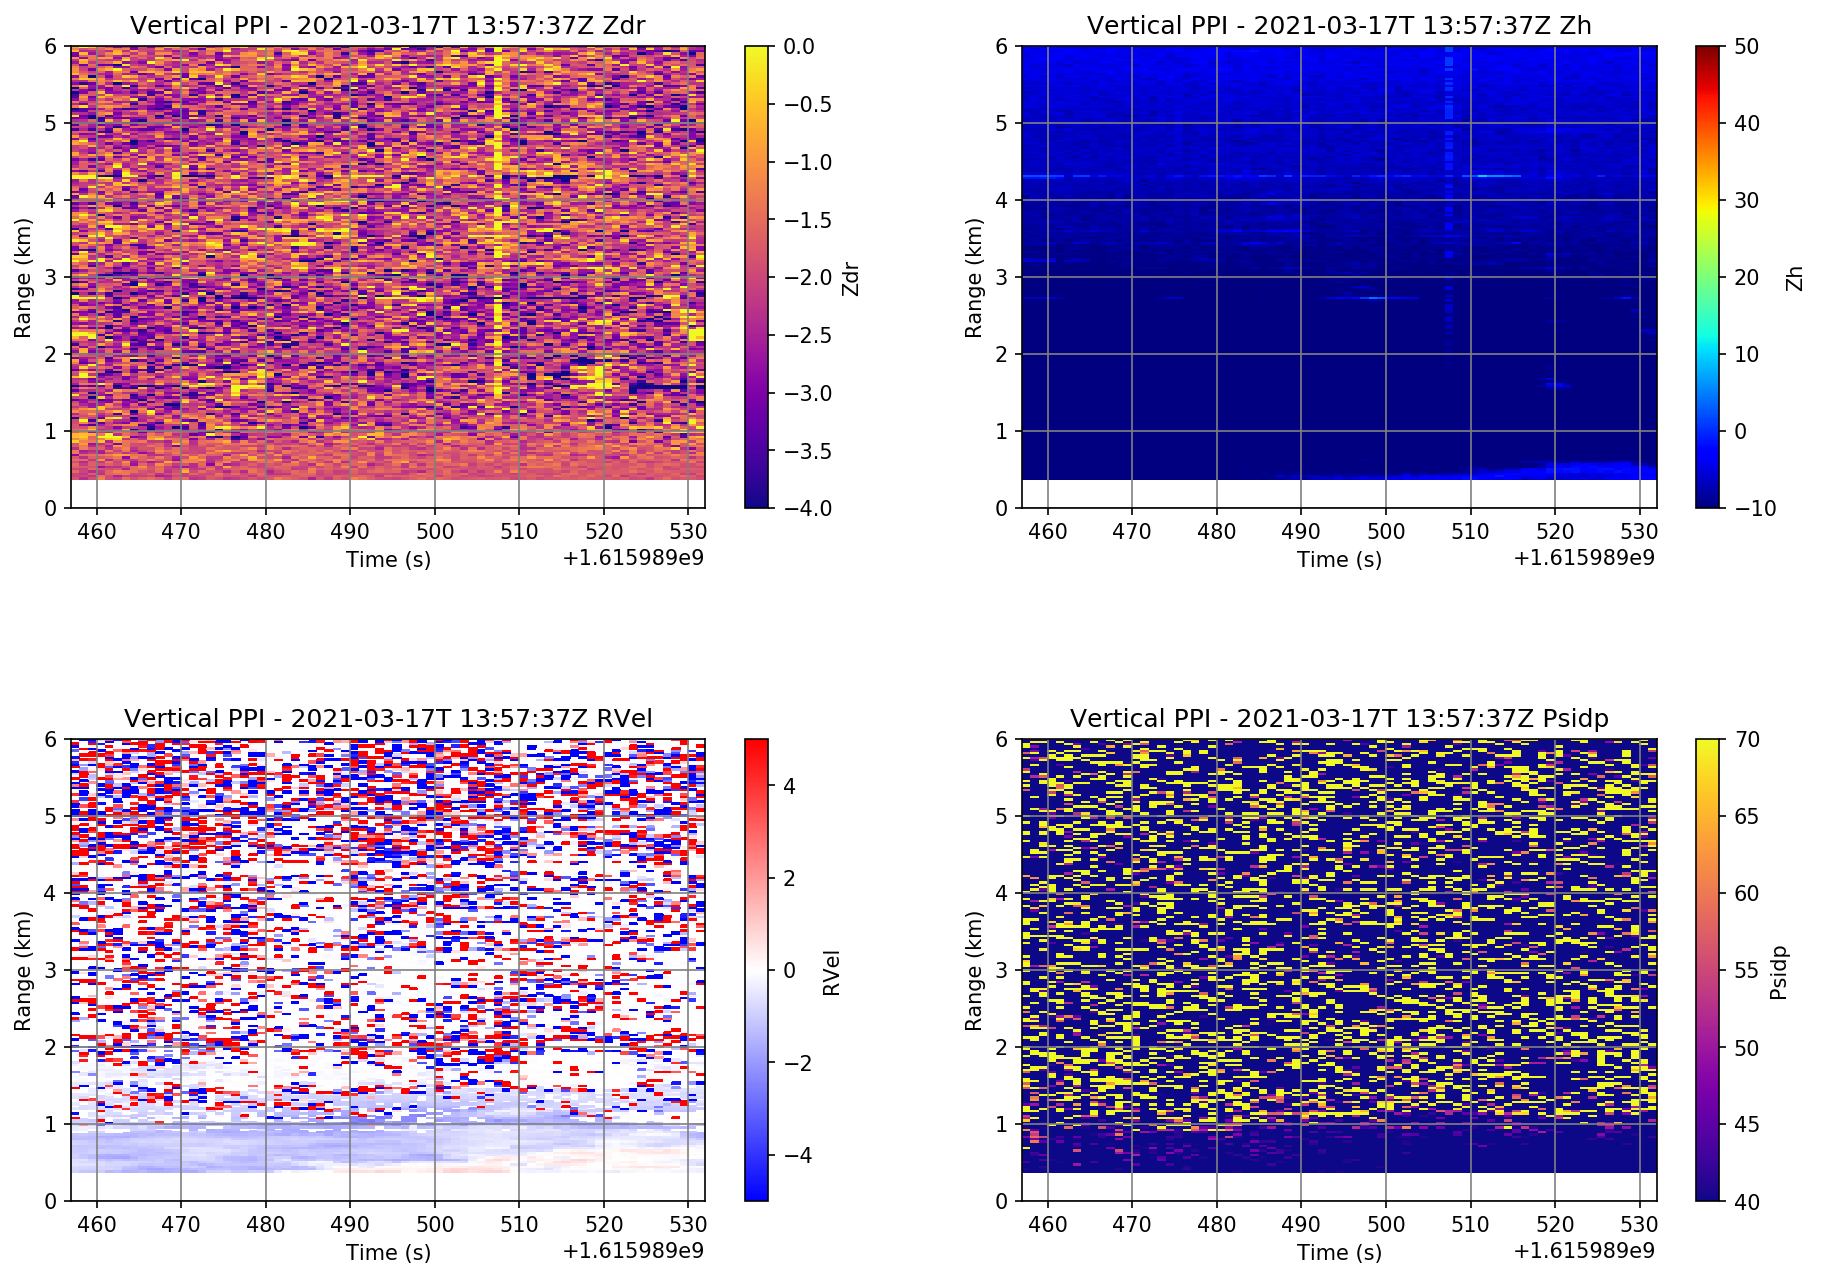 Vertical PPI - 2021-03-17T 13:57:37Z Zdr
6
5
4
3
2
1
0
Range (km)
460 470 480 490 500 510 520 530
Time (s)
+1.615989e9
0.0
−0.5
−1.0
−1.5
−2.0
−2.5
−3.0
−3.5
−4.0
Zdr
Vertical PPI - 2021-03-17T 13:57:37Z Zh
6
5
4
3
2
1
0
Range (km)
460 470 480 490 500 510 520 530
Time (s)
+1.615989e9
50
40
30
20
10
0
−10
Zh
Vertical PPI - 2021-03-17T 13:57:37Z RVel
6
5
4
3
2
1
0
Range (km)
460 470 480 490 500 510 520 530
Time (s)
+1.615989e9
4
2
0
−2
−4
RVel
Vertical PPI - 2021-03-17T 13:57:37Z Psidp
6
5
4
3
2
1
0
Range (km)
460 470 480 490 500 510 520 530
Time (s)
+1.615989e9
70
65
60
55
50
45
40
Psidp